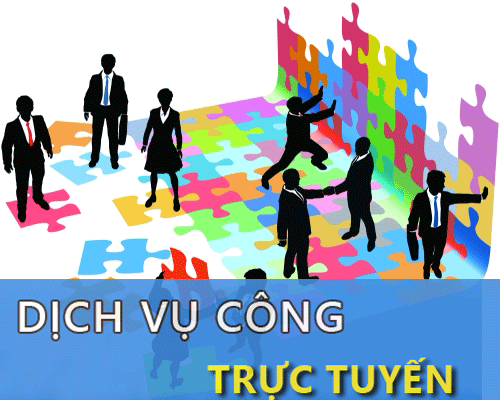 DỊCH VỤ CÔNG
TRỰC TUYẾN